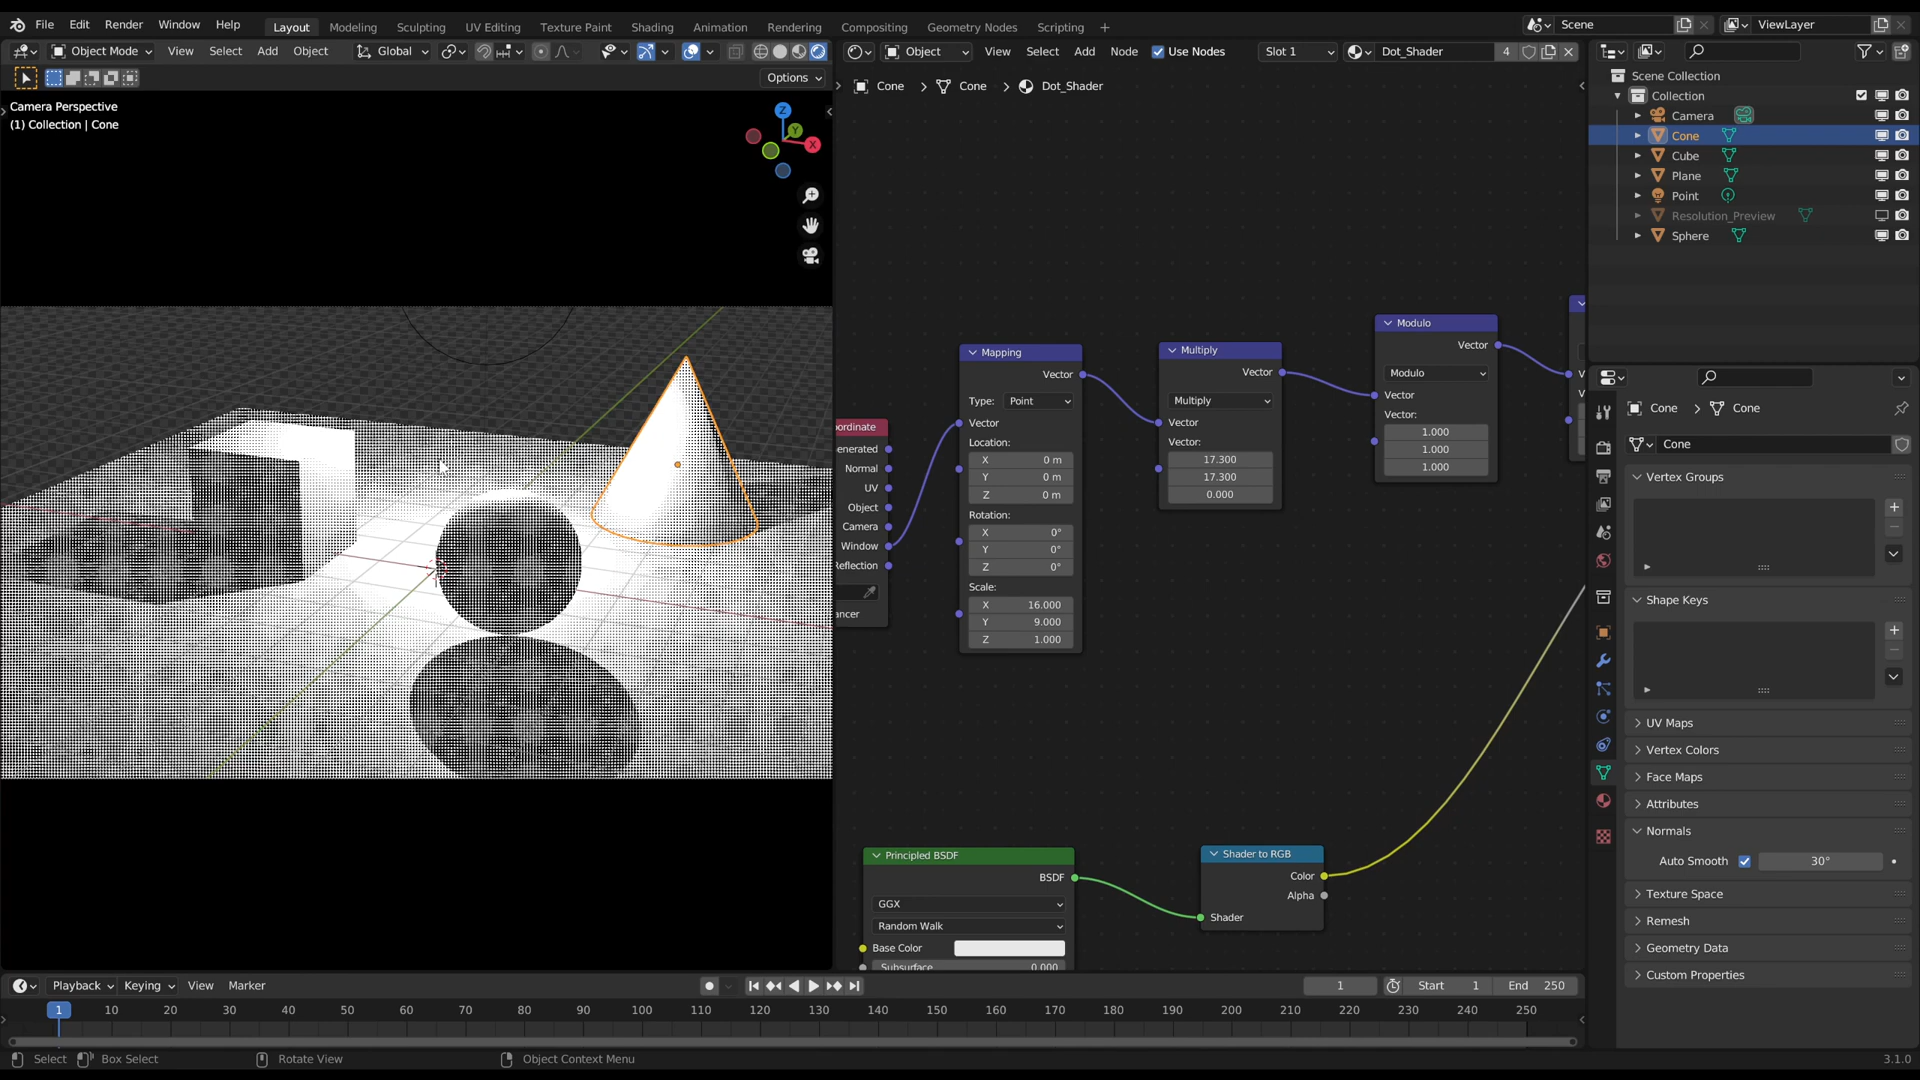 File Edit Render Window Help Layout Modeling Sculpting UV Editing Texture Paint Shading Animation Rendering Compositing Geometry Nodes Scripting + Scene ViewLayer
Object Mode View Select Add Object Global Object View Select Add Node Use Nodes Slot 1 Dot_Shader 4
Options
Camera Perspective
(1) Collection | Cone
Z
Y
X
Cone > Cone > Dot_Shader
Scene Collection
Collection
Camera
Cone
Cube
Plane
Point
Resolution_Preview
Sphere
oordinate
enerated
Normal
UV
Object
Camera
Window
Reflection
ancer
Mapping
Vector
Type: Point
Vector
Location:
X 0 m
Y 0 m
Z 0 m
Rotation:
X 0°
Y 0°
Z 0°
Scale:
X 16.000
Y 9.000
Z 1.000
Multiply
Vector
Multiply
Vector
Vector:
17.300
17.300
0.000
Modulo
Vector
Modulo
Vector
Vector:
1.000
1.000
1.000
V
V
Principled BSDF
BSDF
GGX
Random Walk
Base Color
Subsurface 0.000
Shader to RGB
Color
Alpha
Shader
Cone > Cone
Cone
Vertex Groups
Shape Keys
UV Maps
Vertex Colors
Face Maps
Attributes
Normals
Auto Smooth 30°
Texture Space
Remesh
Geometry Data
Custom Properties
Playback Keying View Marker 1 Start 1 End 250
1 10 20 30 40 50 60 70 80 90 100 110 120 130 140 150 160 170 180 190 200 210 220 230 240 250
Select Box Select Rotate View Object Context Menu 3.1.0